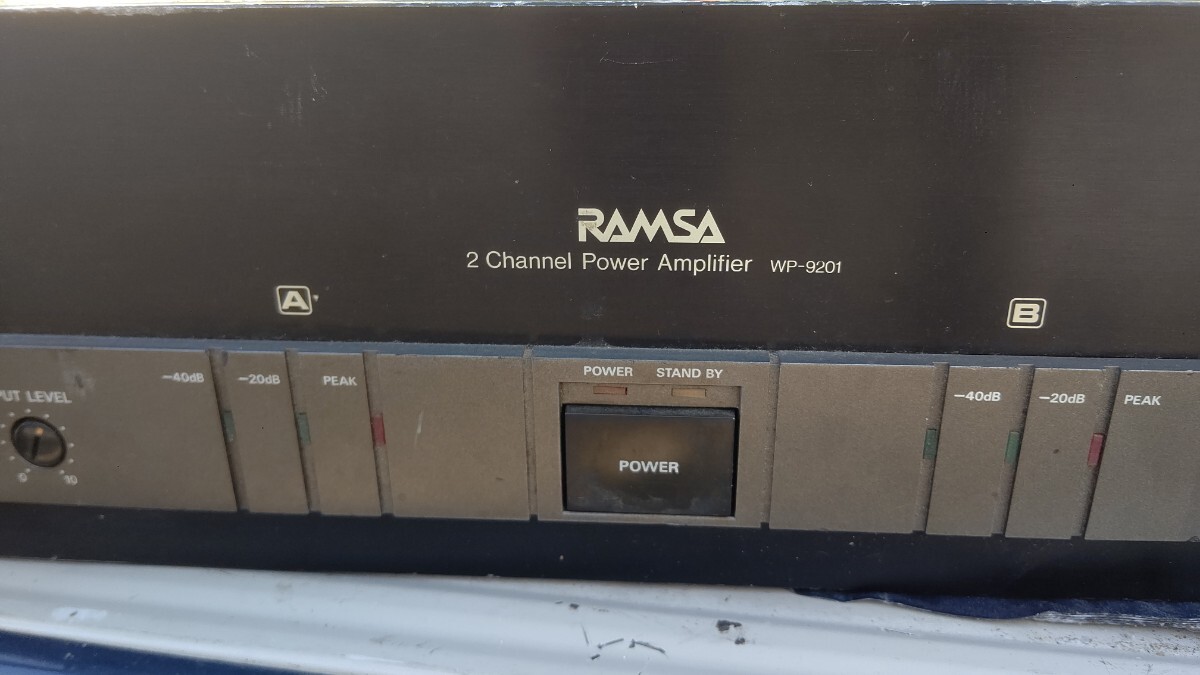 RAMSA
2 Channel Power Amplifier WP-9201
A
B
PUT LEVEL
0 10
-40dB
-20dB
PEAK
POWER
STAND BY
POWER
-40dB
-20dB
PEAK